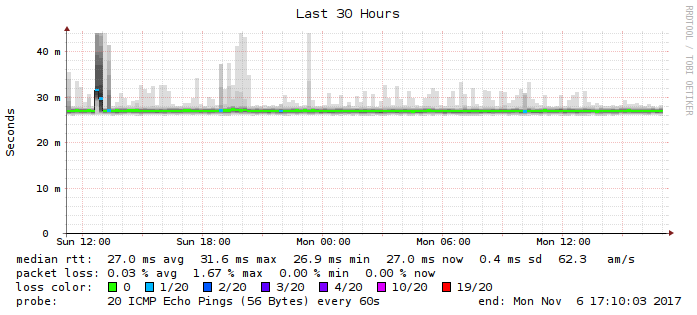 Last 30 Hours
RRDTOOL / TOBI OETIKER
Seconds
40 m
30 m
20 m
10 m
0
Sun 12:00 Sun 18:00 Mon 00:00 Mon 06:00 Mon 12:00
median rtt: 27.0 ms avg 31.6 ms max 26.9 ms min 27.0 ms now 0.4 ms sd 62.3 am/s
packet loss: 0.03 % avg 1.67 % max 0.00 % min 0.00 % now
loss color: 0 1/20 2/20 3/20 4/20 10/20 19/20
probe: 20 ICMP Echo Pings (56 Bytes) every 60s end: Mon Nov 6 17:10:03 2017